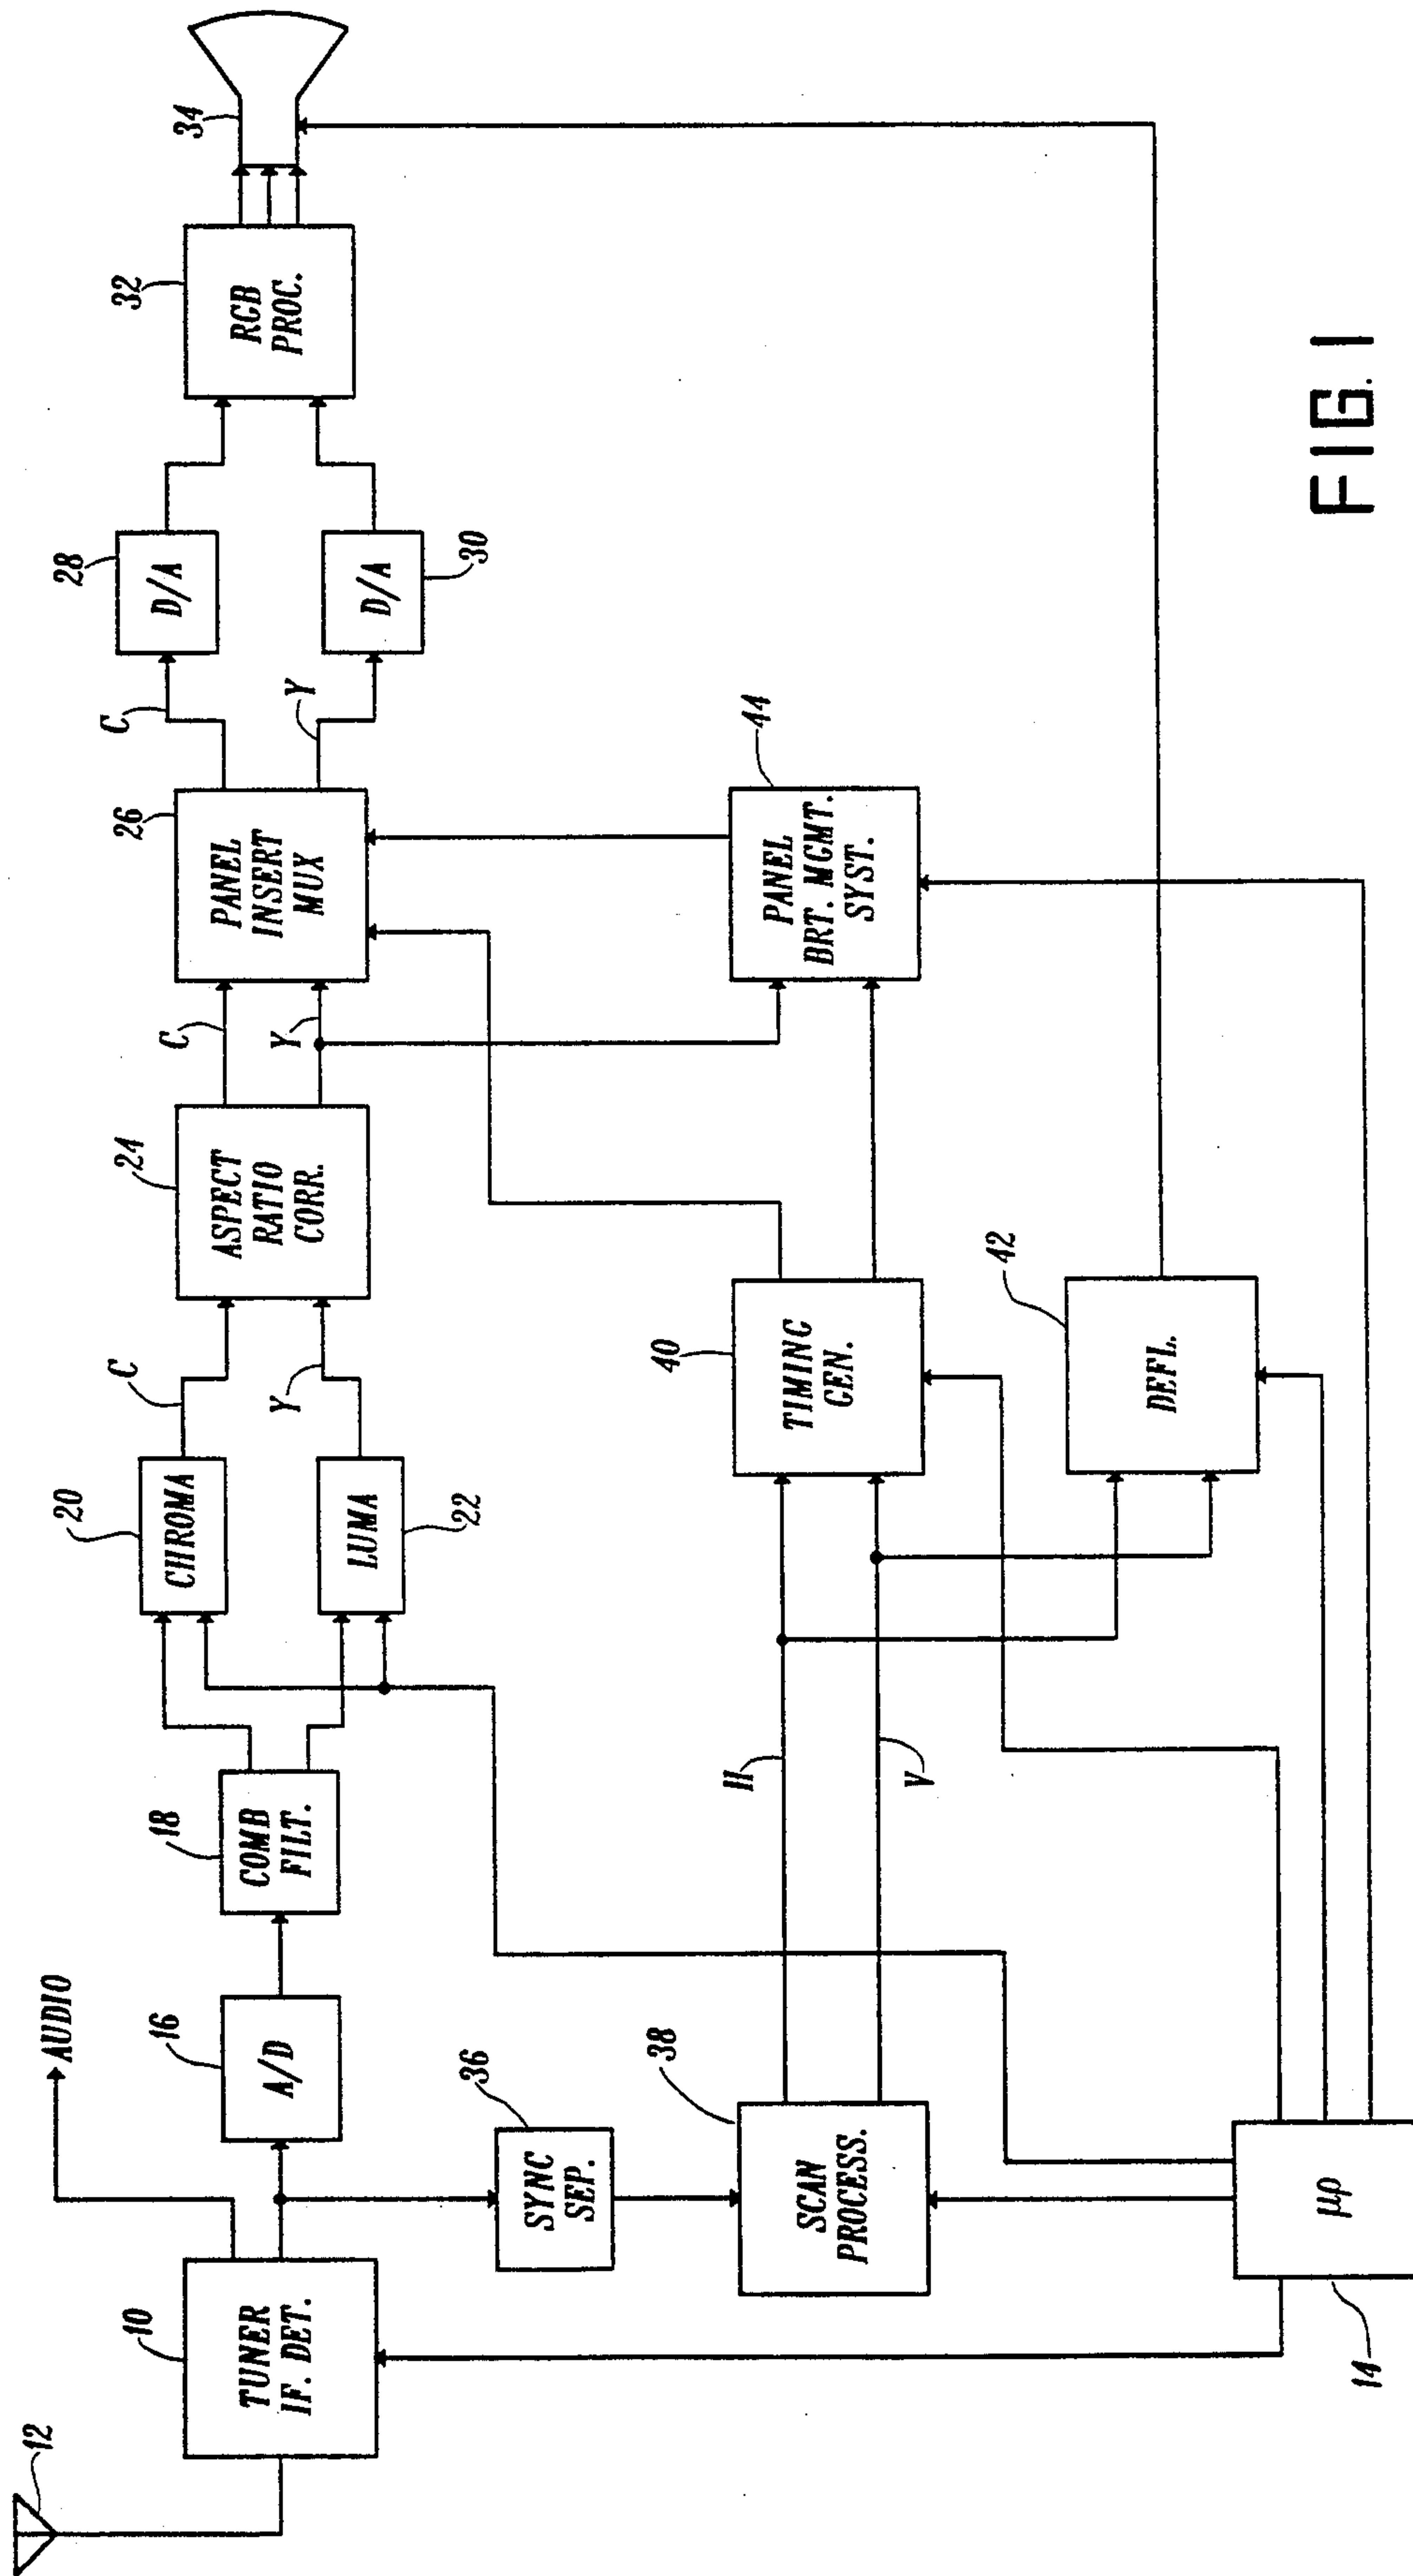 12
10
TUNER
IF. DET.
AUDIO
16
A/D
18
COMB
FILT.
20
CHROMA
22
LUMA
C
Y
24
ASPECT
RATIO
CORR.
C
Y
26
PANEL
INSERT
MUX
C
Y
28
D/A
30
D/A
32
RGB
PROC.
34
36
SYNC
SEP.
38
SCAN
PROCESS.
H
V
40
TIMING
GEN.
44
PANEL
BRT. MGMT.
SYST.
42
DEFL.
14
μp
FIG. 1